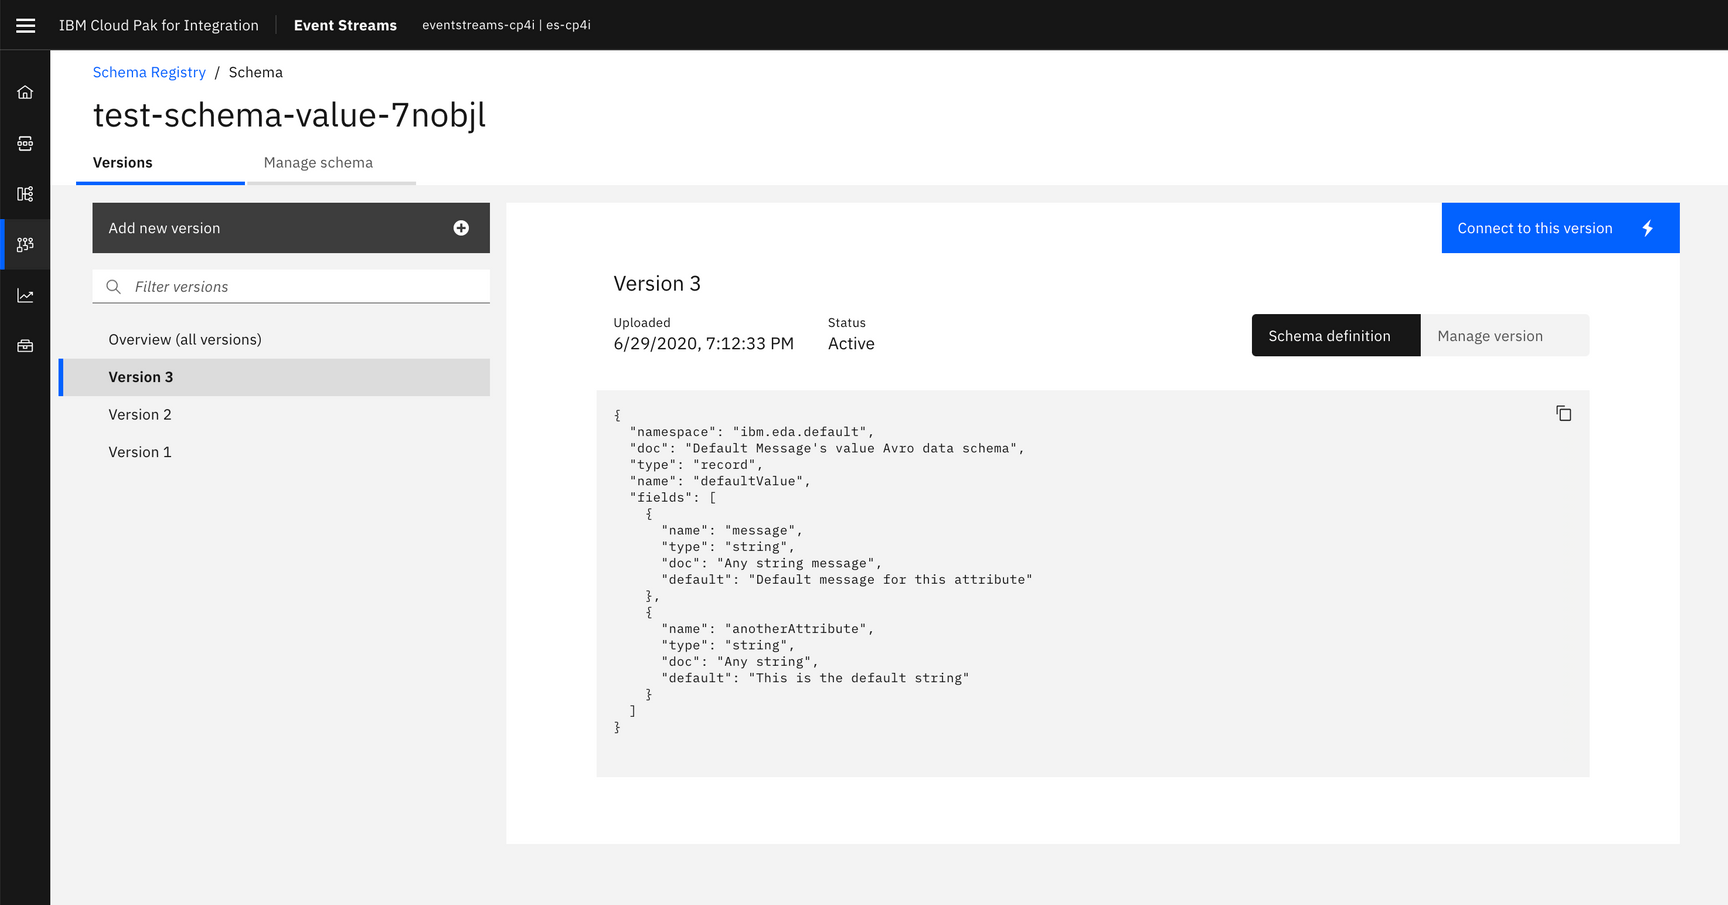 IBM Cloud Pak for Integration Event Streams eventstreams-cp4i | es-cp4i
Schema Registry / Schema
test-schema-value-7nobjl
Versions Manage schema
Add new version
Filter versions
Overview (all versions)
Version 3
Version 2
Version 1
Connect to this version
Version 3
Uploaded Status
6/29/2020, 7:12:33 PM Active
Schema definition Manage version
{
  "namespace": "ibm.eda.default",
  "doc": "Default Message's value Avro data schema",
  "type": "record",
  "name": "defaultValue",
  "fields": [
    {
      "name": "message",
      "type": "string",
      "doc": "Any string message",
      "default": "Default message for this attribute"
    },
    {
      "name": "anotherAttribute",
      "type": "string",
      "doc": "Any string",
      "default": "This is the default string"
    }
  ]
}